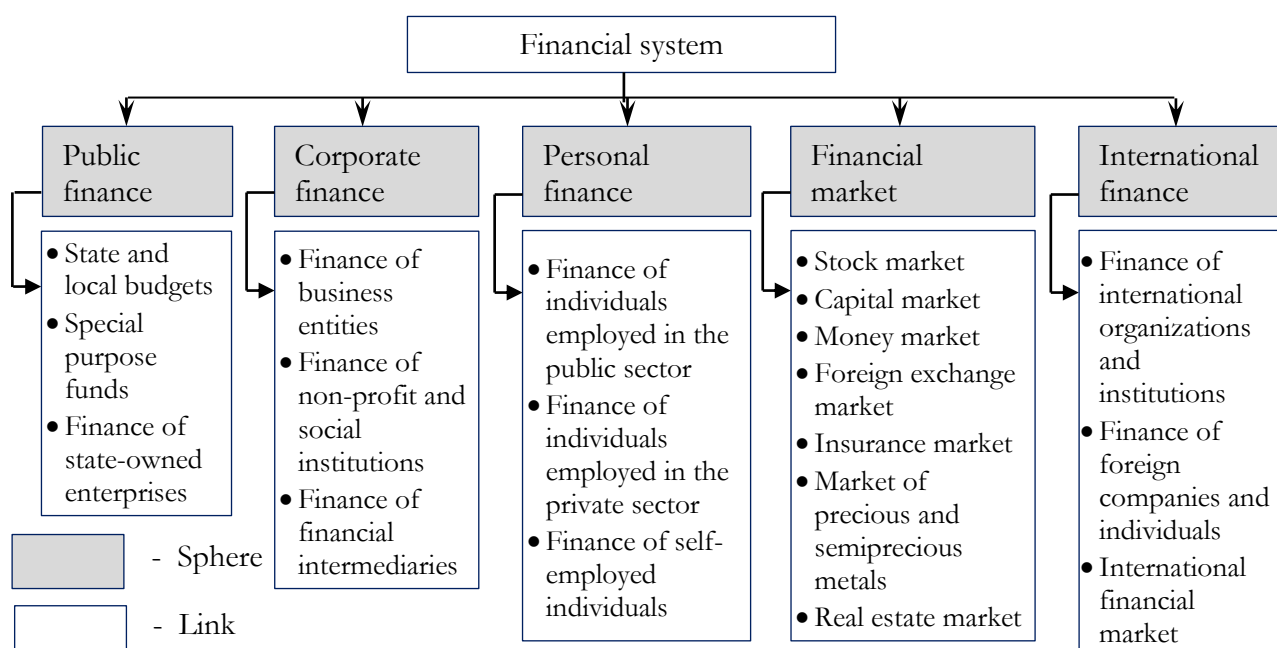 Financial system
Public
finance
Corporate
finance
Personal
finance
Financial
market
International
finance
• State and
local budgets
• Special
purpose
funds
• Finance of
state-owned
enterprises
• Finance of
business
entities
• Finance of
non-profit and
social
institutions
• Finance of
financial
intermediaries
• Finance of
individuals
employed in the
public sector
• Finance of
individuals
employed in the
private sector
• Finance of self-
employed
individuals
• Stock market
• Capital market
• Money market
• Foreign exchange
market
• Insurance market
• Market of
precious and
semiprecious
metals
• Real estate market
• Finance of
international
organizations
and
institutions
• Finance of
foreign
companies and
individuals
• International
financial
market
- Sphere
- Link